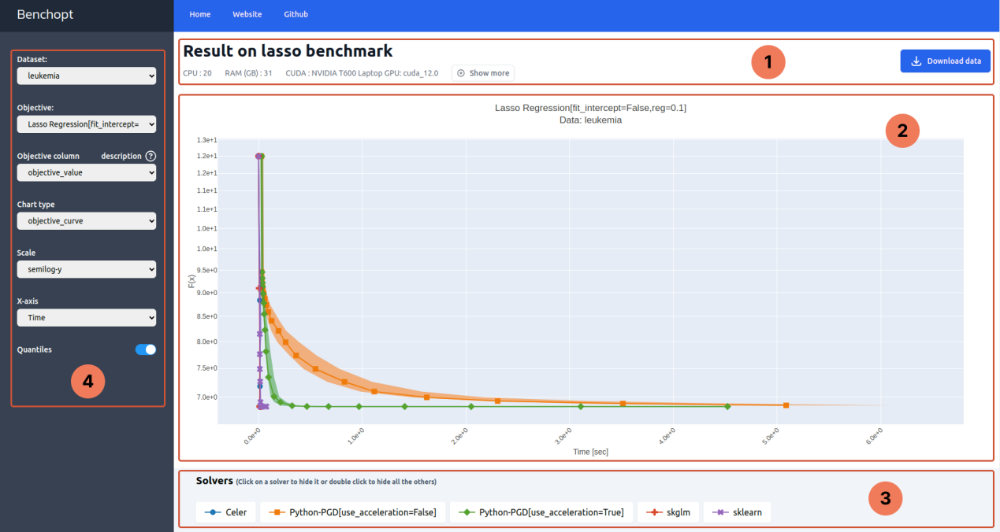 Benchopt
Home Website Github
Dataset:
leukemia
Objective:
Lasso Regression[fit_intercept=
Objective column description ?
objective_value
Chart type
objective_curve
Scale
semilog-y
X-axis
Time
Quantiles
4
Result on lasso benchmark
CPU : 20 RAM (GB) : 31 CUDA : NVIDIA T600 Laptop GPU: cuda_12.0 Show more
1
Download data
Lasso Regression[fit_intercept=False,reg=0.1]
Data: leukemia
2
1.3e+1
1.2e+1
1.2e+1
1.1e+1
1.1e+1
1.0e+1
1.0e+1
9.5e+0
9.0e+0
8.5e+0
8.0e+0
7.5e+0
7.0e+0
F(x)
0.0e+0 1.0e+0 2.0e+0 3.0e+0 4.0e+0 5.0e+0 6.0e+0
Time [sec]
Solvers (Click on a solver to hide it or double click to hide all the others)
3
Celer Python-PGD[use_acceleration=False] Python-PGD[use_acceleration=True] skglm sklearn